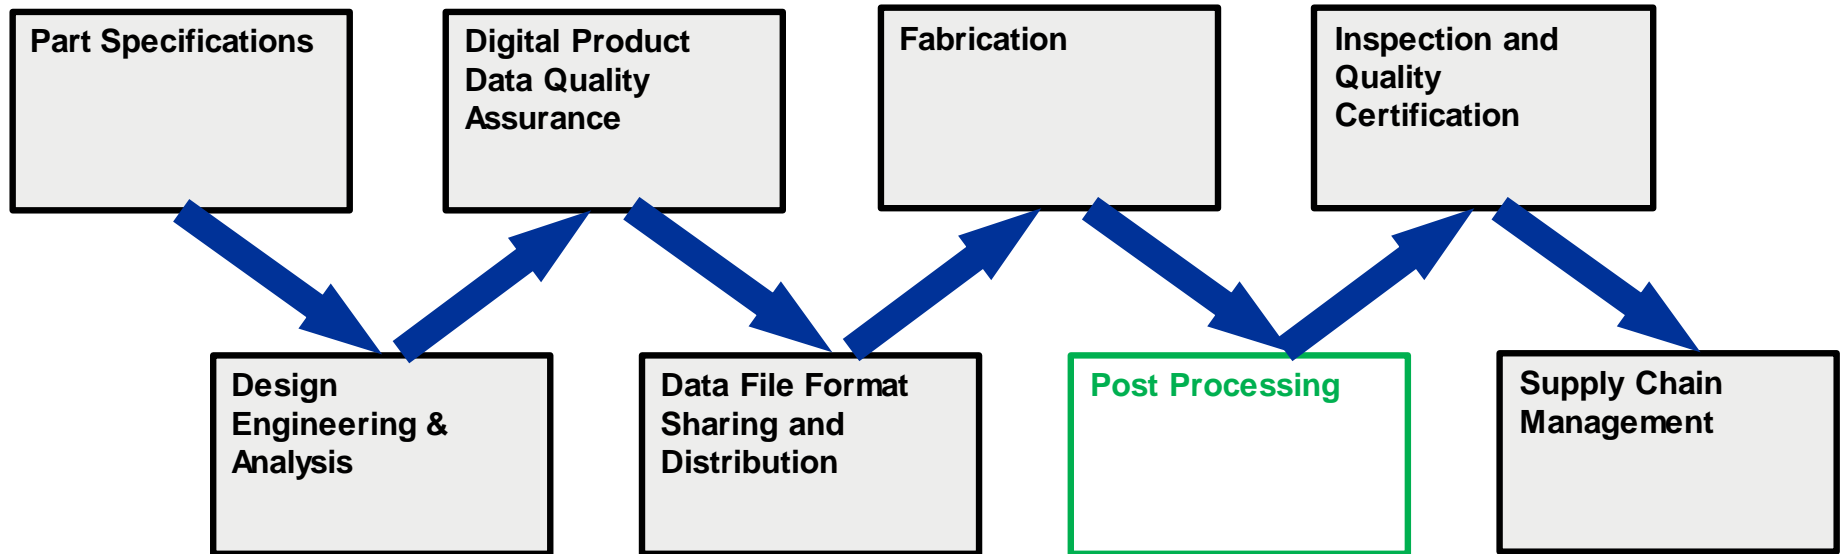 Part Specifications
Design
Engineering &
Analysis
Digital Product
Data Quality
Assurance
Data File Format
Sharing and
Distribution
Fabrication
Post Processing
Inspection and
Quality
Certification
Supply Chain
Management